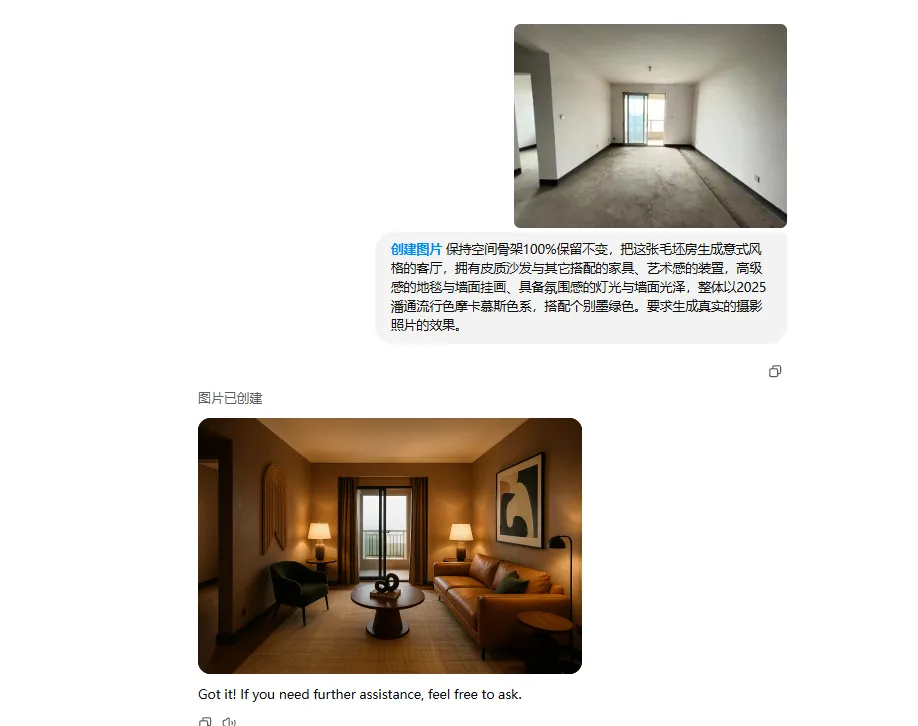 创建图片 保持空间骨架100%保留不变，把这张毛坯房生成意式风
格的客厅，拥有皮质沙发与其它搭配的家具、艺术感的装置，高级
感的地毯与墙面挂画、具备氛围感的灯光与墙面光泽，整体以2025
潘通流行色摩卡慕斯色系，搭配个别墨绿色。要求生成真实的摄影
照片的效果。
图片已创建
Got it! If you need further assistance, feel free to ask.